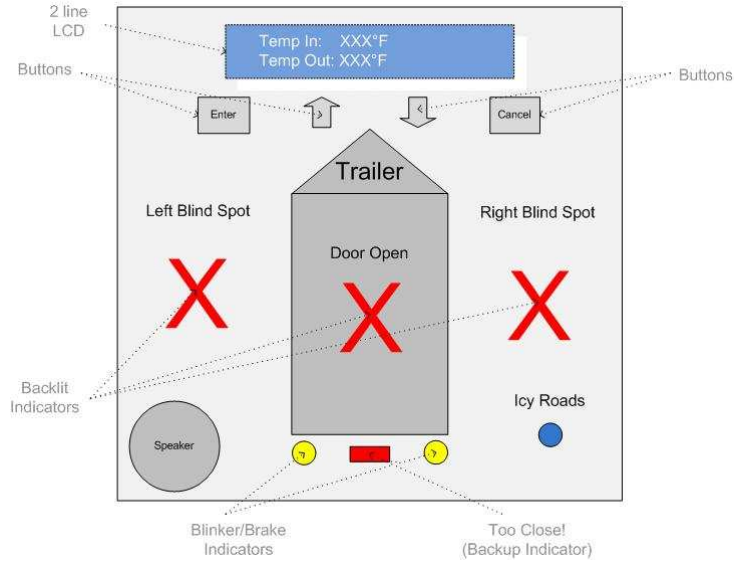 2 line
LCD
Temp In: XXX°F
Temp Out: XXX°F
Buttons
Buttons
Enter
Cancel
Trailer
Left Blind Spot
Right Blind Spot
Door Open
X
X
X
Backlit
Indicators
Icy Roads
Speaker
Blinker/Brake
Indicators
Too Close!
(Backup Indicator)